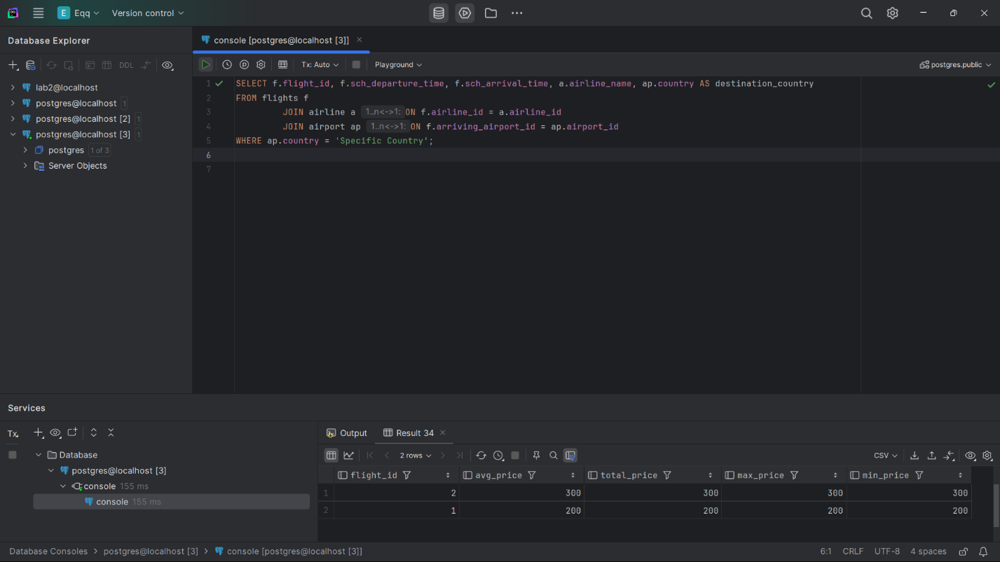 E Eqq Version control
Database Explorer
console [postgres@localhost [3]]
DDL
Tx: Auto
Playground
postgres.public
lab2@localhost
postgres@localhost 1
postgres@localhost [2] 1
postgres@localhost [3] 1
postgres 1 of 3
Server Objects
1 SELECT f.flight_id, f.sch_departure_time, f.sch_arrival_time, a.airline_name, ap.country AS destination_country
2 FROM flights f
3 JOIN airline a 1..n<->1: ON f.airline_id = a.airline_id
4 JOIN airport ap 1..n<->1: ON f.arriving_airport_id = ap.airport_id
5 WHERE ap.country = 'Specific Country';
6
7
Services
Tx
Database
postgres@localhost [3]
console 155 ms
console 155 ms
Output Result 34
2 rows
CSV
flight_id avg_price total_price max_price min_price
1 2 300 300 300 300
2 1 200 200 200 200
Database Consoles > postgres@localhost [3] > console [postgres@localhost [3]]
6:1 CRLF UTF-8 4 spaces